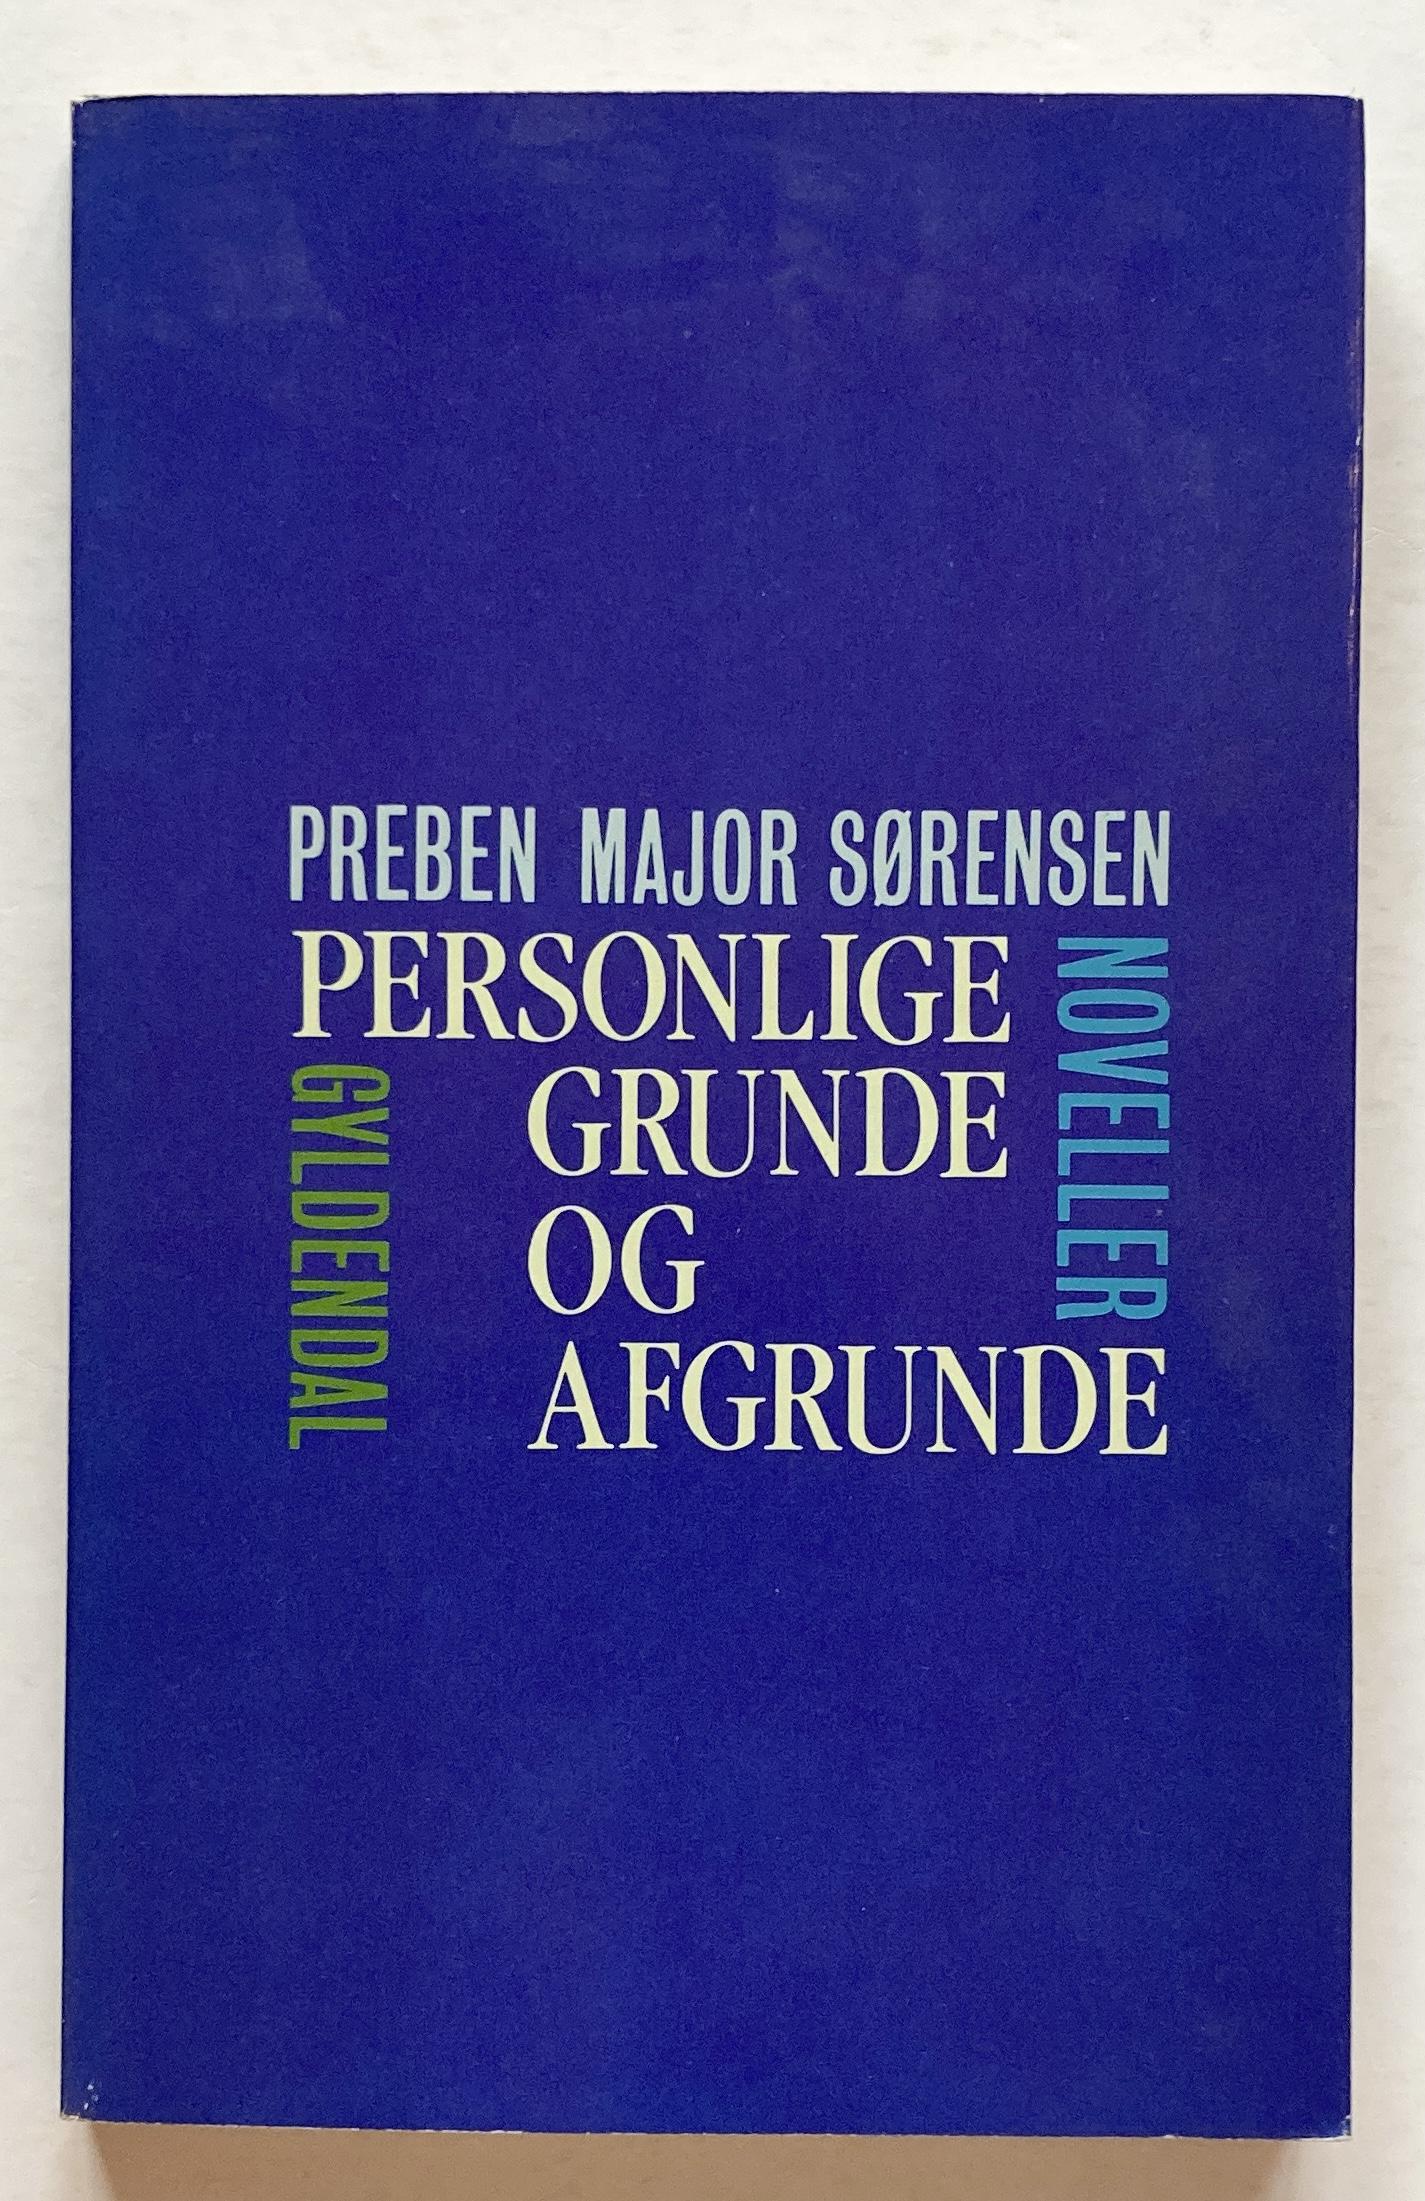 PREBEN MAJOR SØRENSEN
PERSONLIGE
GRUNDE
OG
AFGRUNDE
NOVELLER
GYLDENDAL